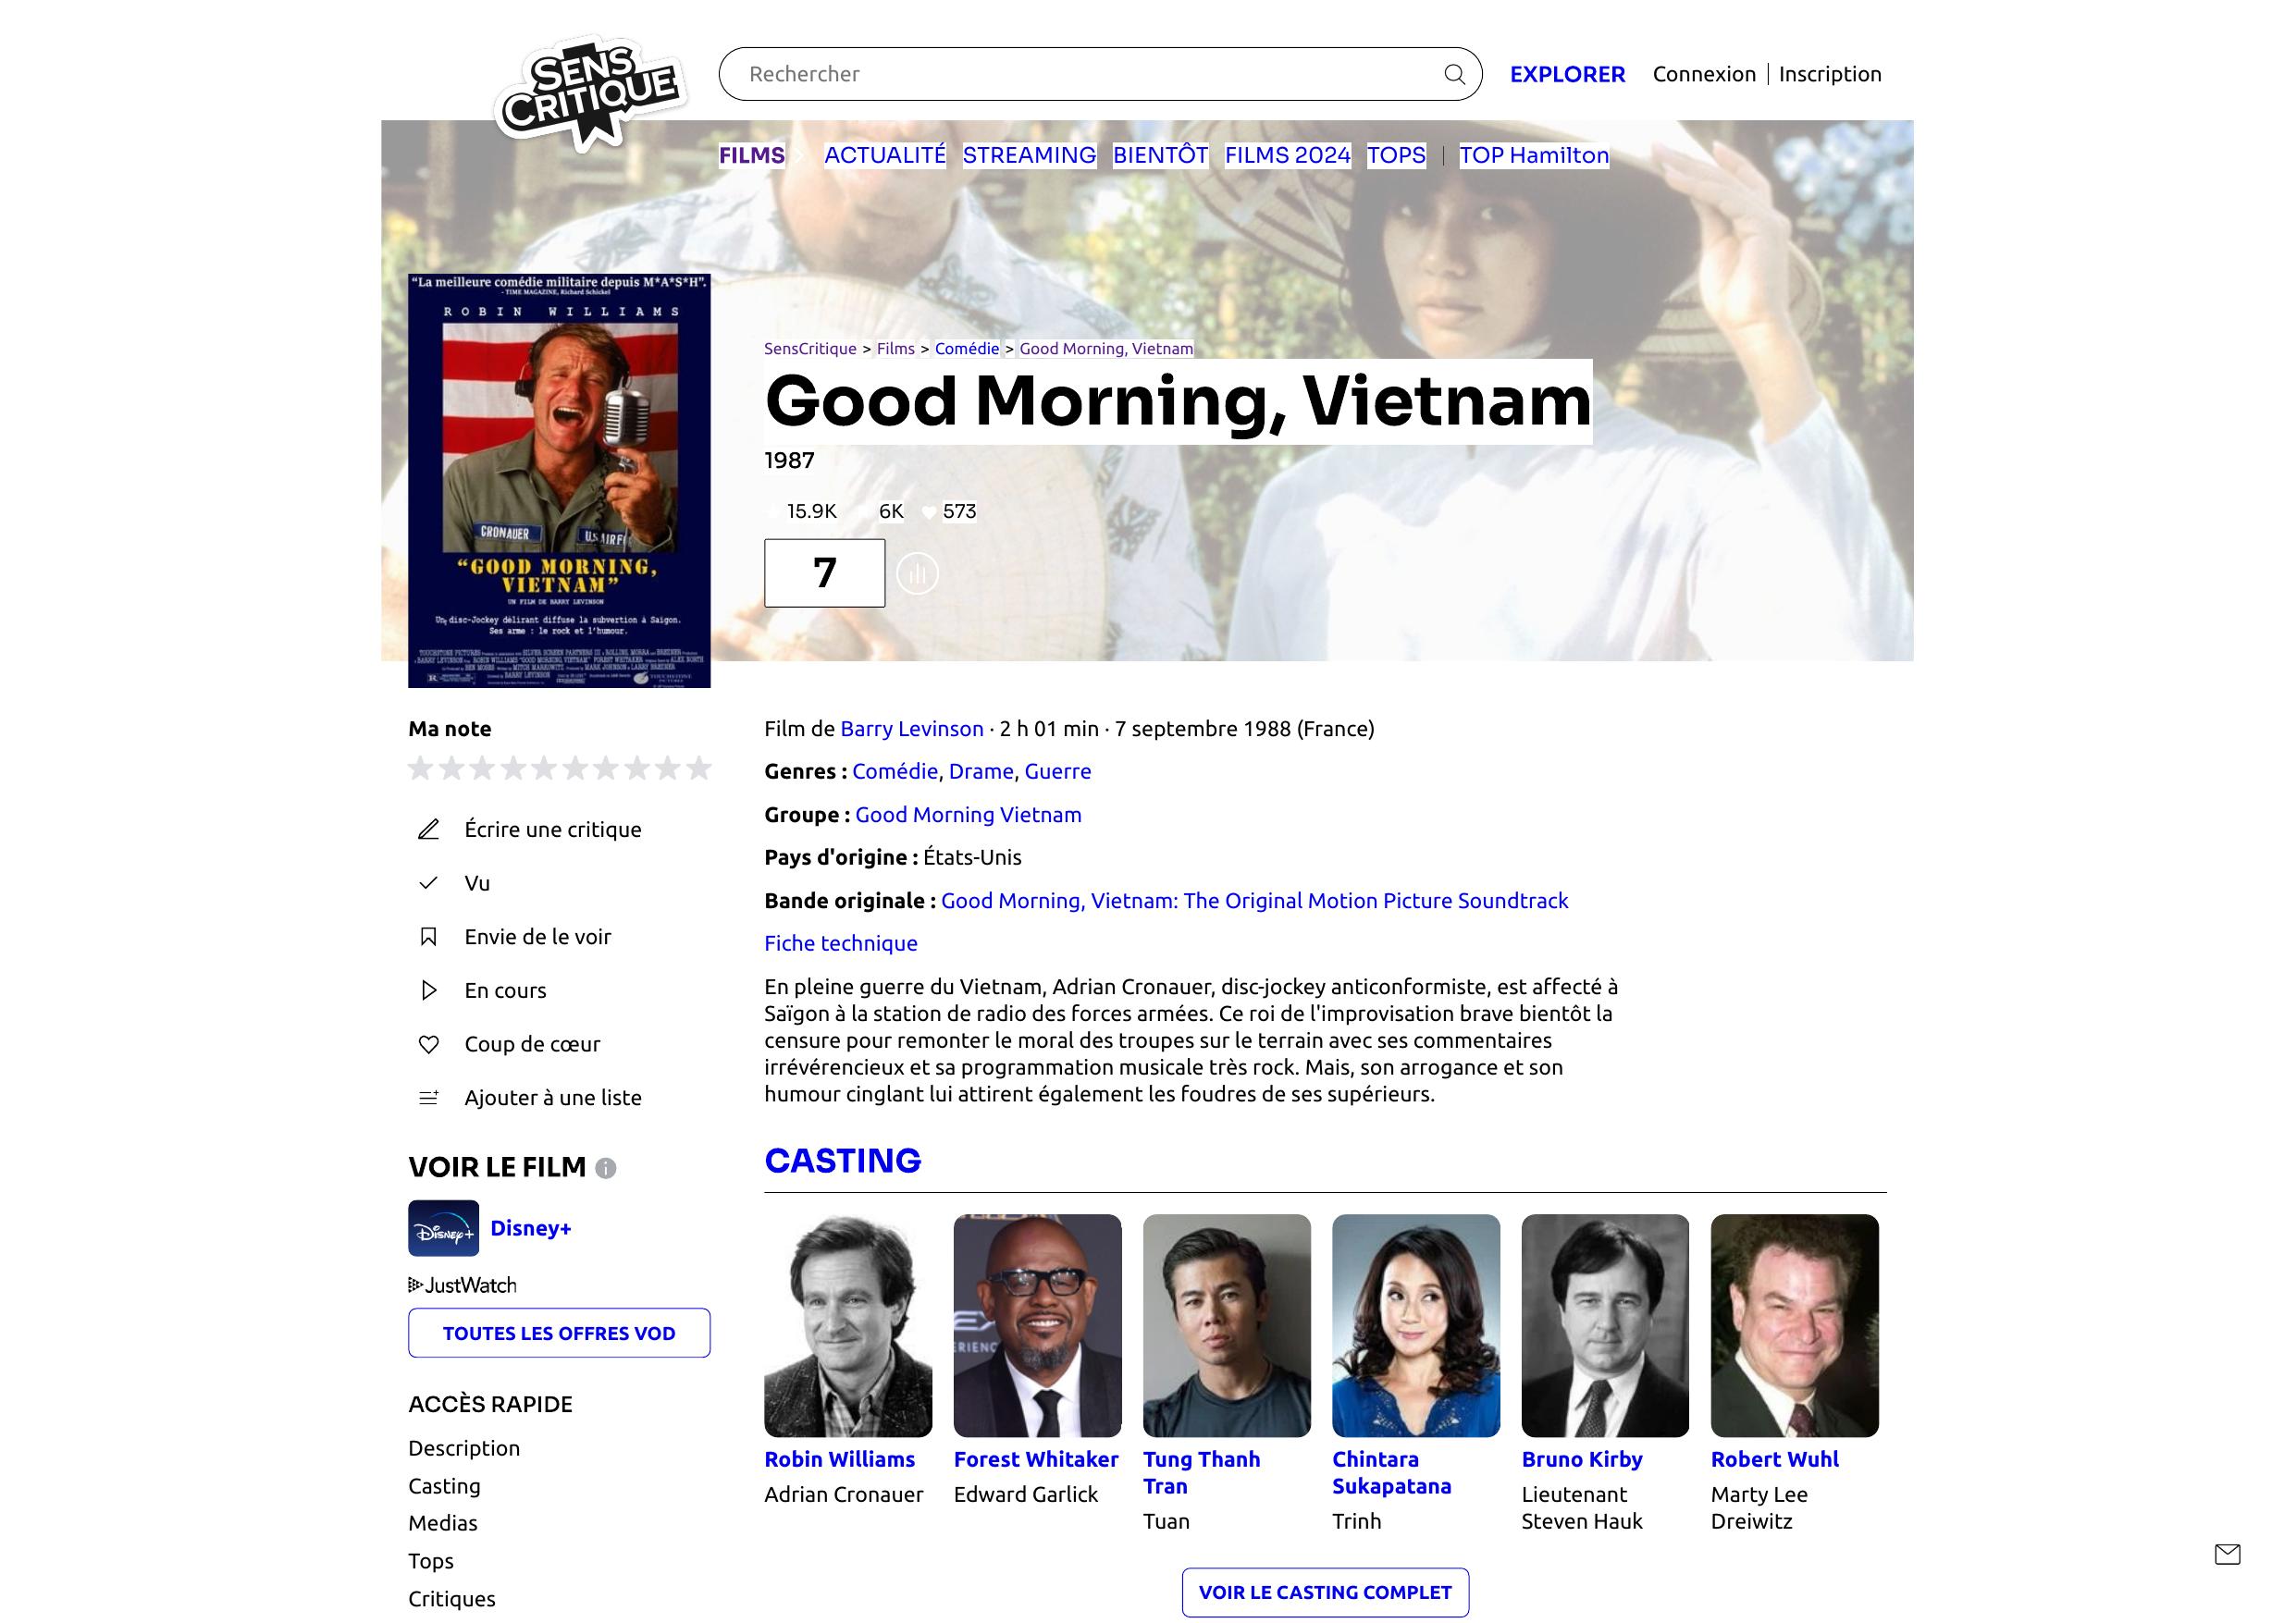 SENS
CRITIQUE
Rechercher
EXPLORER
Connexion
Inscription
FILMS
ACTUALITÉ
STREAMING
BIENTÔT
FILMS 2024
TOPS
TOP Hamilton
"La meilleure comédie militaire depuis M*A*S*H".
- TIME MAGAZINE, Richard Schickel
ROBIN WILLIAMS
CRONAUER
"GOOD MORNING,
VIETNAM"
UN FILM DE BARRY LEVINSON
Un disc-Jockey délirant diffuse la subversion à Saïgon.
Ses arme : le rock et l'humour.
SensCritique > Films > Comédie > Good Morning, Vietnam
Good Morning, Vietnam
1987
15.9K 6K 573
7
Ma note
Écrire une critique
Vu
Envie de le voir
En cours
Coup de cœur
Ajouter à une liste
VOIR LE FILM
Disney+
Disney+
JustWatch
TOUTES LES OFFRES VOD
ACCÈS RAPIDE
Description
Casting
Medias
Tops
Critiques
Film de Barry Levinson · 2 h 01 min · 7 septembre 1988 (France)
Genres : Comédie, Drame, Guerre
Groupe : Good Morning Vietnam
Pays d'origine : États-Unis
Bande originale : Good Morning, Vietnam: The Original Motion Picture Soundtrack
Fiche technique
En pleine guerre du Vietnam, Adrian Cronauer, disc-jockey anticonformiste, est affecté à
Saïgon à la station de radio des forces armées. Ce roi de l'improvisation brave bientôt la
censure pour remonter le moral des troupes sur le terrain avec ses commentaires
irrévérencieux et sa programmation musicale très rock. Mais, son arrogance et son
humour cinglant lui attirent également les foudres de ses supérieurs.
CASTING
Robin Williams
Adrian Cronauer
Forest Whitaker
Edward Garlick
Tung Thanh
Tran
Tuan
Chintara
Sukapatana
Trinh
Bruno Kirby
Lieutenant
Steven Hauk
Robert Wuhl
Marty Lee
Dreiwitz
VOIR LE CASTING COMPLET